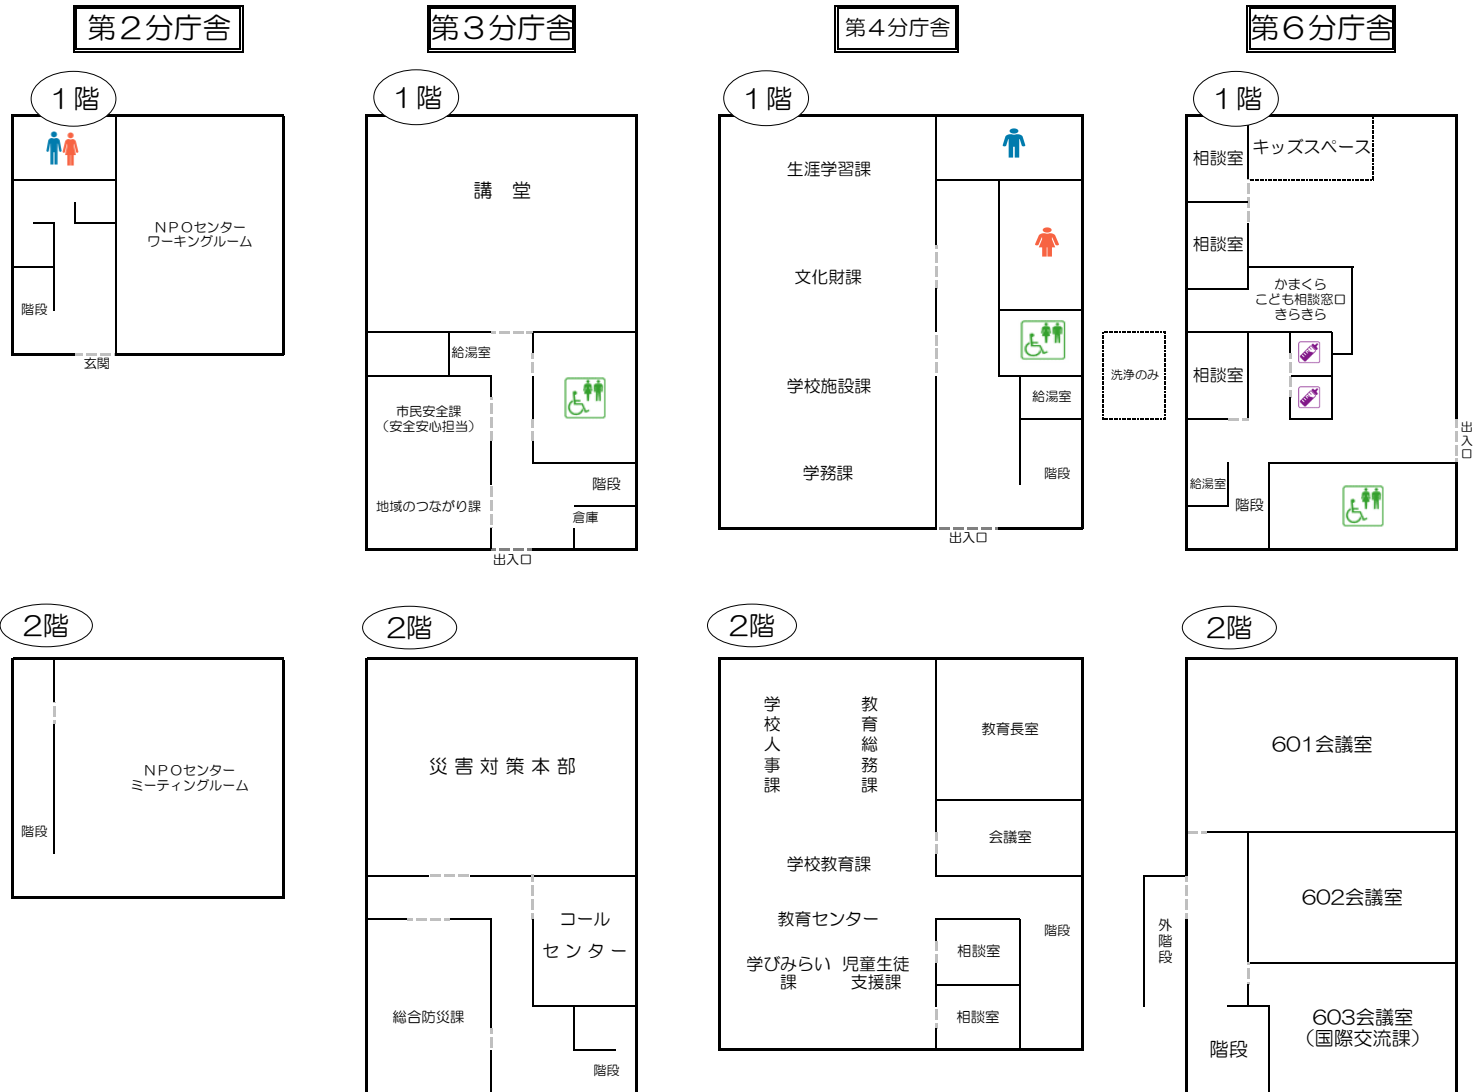 第2分庁舎
1階
NPOセンター
ワーキングルーム
階段
玄関
2階
NPOセンター
ミーティングルーム
階段
第3分庁舎
1階
講 堂
給湯室
市民安全課
（安全安心担当）
地域のつながり課
階段
倉庫
出入口
2階
災害対策本部
コール
センター
総合防災課
階段
第4分庁舎
1階
生涯学習課
文化財課
学校施設課
学務課
給湯室
階段
出入口
洗浄のみ
2階
学校人事課
教育総務課
教育長室
会議室
学校教育課
教育センター
学びみらい課
児童生徒
支援課
相談室
相談室
階段
第6分庁舎
1階
相談室
キッズスペース
相談室
かまくら
こども相談窓口
きらきら
相談室
出入口
給湯室
階段
2階
601会議室
602会議室
外階段
603会議室
（国際交流課）
階段